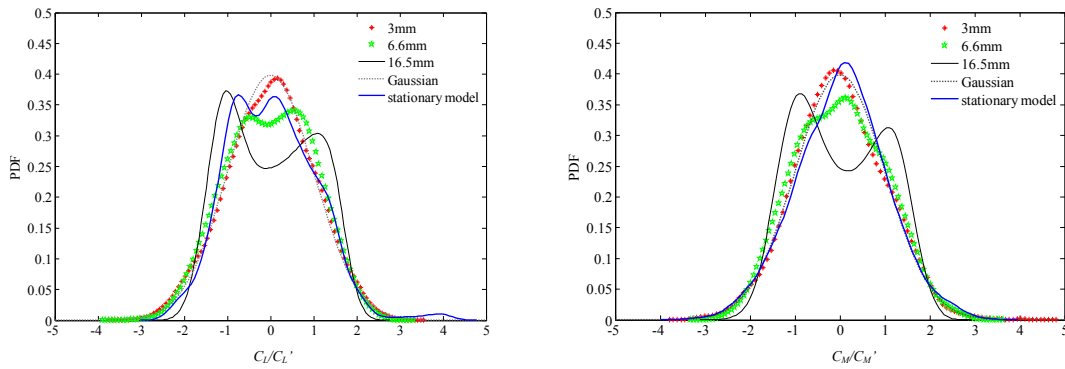 0.5
0.45
0.4
0.35
0.3
0.25
0.2
0.15
0.1
0.05
0
PDF
-5 -4 -3 -2 -1 0 1 2 3 4 5
C_L/C_L'
3mm
6.6mm
16.5mm
Gaussian
stationary model
0.5
0.45
0.4
0.35
0.3
0.25
0.2
0.15
0.1
0.05
0
PDF
-5 -4 -3 -2 -1 0 1 2 3 4 5
C_M/C_M'
3mm
6.6mm
16.5mm
Gaussian
stationary model